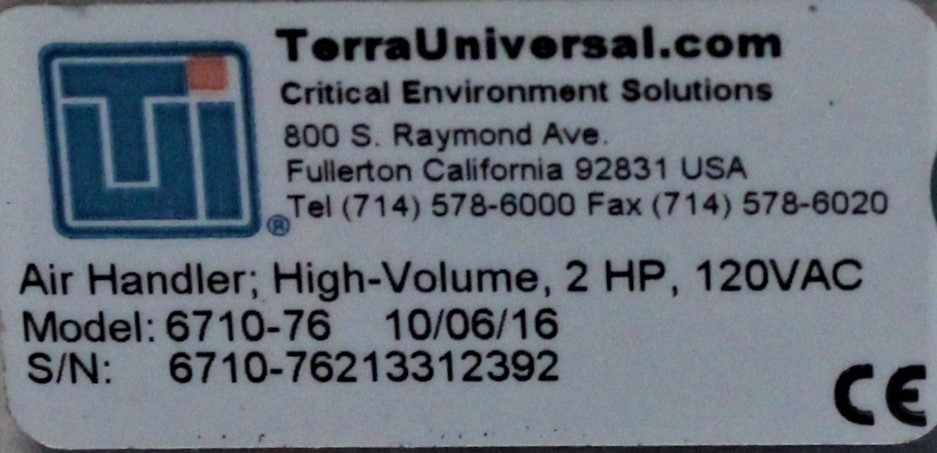 TerraUniversal.com
Critical Environment Solutions
800 S. Raymond Ave.
Fullerton California 92831 USA
Tel (714) 578-6000 Fax (714) 578-6020
Air Handler; High-Volume, 2 HP, 120VAC
Model: 6710-76 10/06/16
S/N: 6710-76213312392
CE